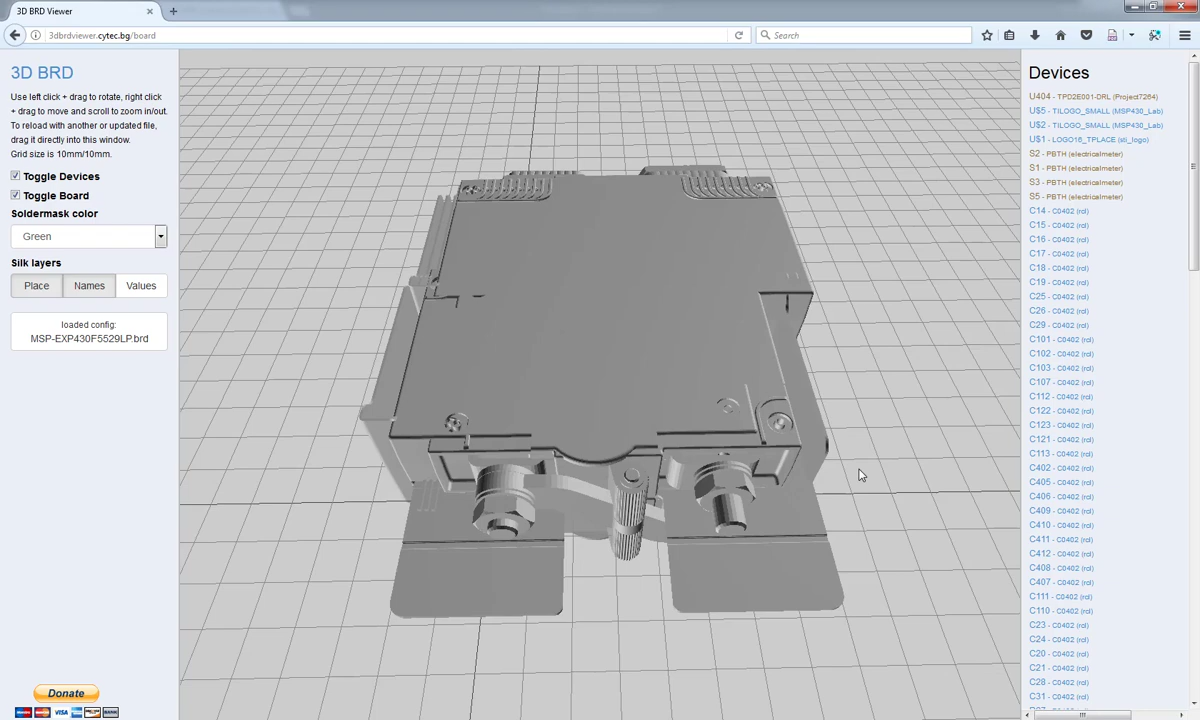 3D BRD Viewer
3dbrdviewer.cytec.bg/board
Search
3D BRD
Use left click + drag to rotate, right click
+ drag to move and scroll to zoom in/out.
To reload with another or updated file,
drag it directly into this window.
Grid size is 10mm/10mm.
Toggle Devices
Toggle Board
Soldermask color
Green
Silk layers
Place Names Values
loaded config:
MSP-EXP430F5529LP.brd
Donate
VISA
Devices
U404 - TPD2E001-DRL (Project7264)
U$5 - TILOGO_SMALL (MSP430_Lab)
U$2 - TILOGO_SMALL (MSP430_Lab)
U$1 - LOGO16_TPLACE (sti_logo)
S2 - PBTH (electricalmeter)
S1 - PBTH (electricalmeter)
S3 - PBTH (electricalmeter)
S5 - PBTH (electricalmeter)
C14 - C0402 (rcl)
C15 - C0402 (rcl)
C16 - C0402 (rcl)
C17 - C0402 (rcl)
C18 - C0402 (rcl)
C19 - C0402 (rcl)
C25 - C0402 (rcl)
C26 - C0402 (rcl)
C29 - C0402 (rcl)
C101 - C0402 (rcl)
C102 - C0402 (rcl)
C103 - C0402 (rcl)
C107 - C0402 (rcl)
C112 - C0402 (rcl)
C122 - C0402 (rcl)
C123 - C0402 (rcl)
C121 - C0402 (rcl)
C113 - C0402 (rcl)
C402 - C0402 (rcl)
C405 - C0402 (rcl)
C406 - C0402 (rcl)
C409 - C0402 (rcl)
C410 - C0402 (rcl)
C411 - C0402 (rcl)
C412 - C0402 (rcl)
C408 - C0402 (rcl)
C407 - C0402 (rcl)
C111 - C0402 (rcl)
C110 - C0402 (rcl)
C23 - C0402 (rcl)
C24 - C0402 (rcl)
C20 - C0402 (rcl)
C21 - C0402 (rcl)
C28 - C0402 (rcl)
C31 - C0402 (rcl)